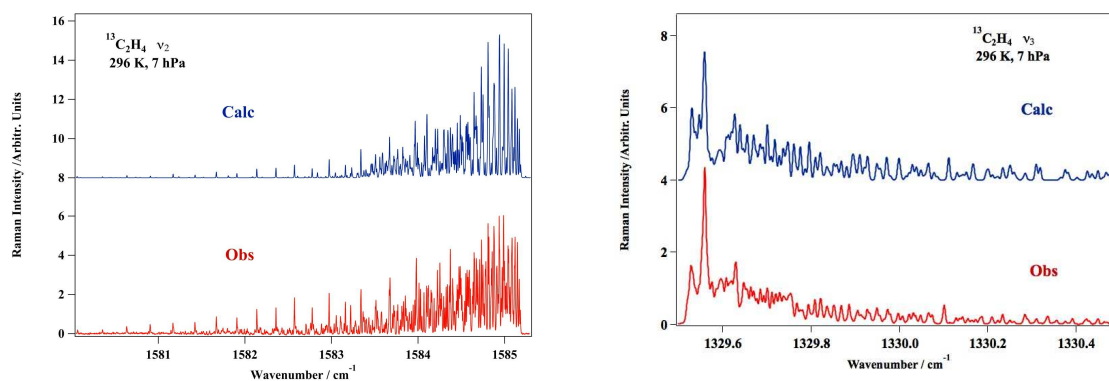 Raman Intensity /Arbitr. Units
16
14
12
10
8
6
4
2
0
¹³C₂H₄ ν₂
296 K, 7 hPa
Calc
Obs
1581
1582
1583
1584
1585
Wavenumber / cm⁻¹
Raman Intensity /Arbitr. Units
8
6
4
2
0
¹³C₂H₄ ν₃
296 K, 7 hPa
Calc
Obs
1329.6
1329.8
1330.0
1330.2
1330.4
Wavenumber / cm⁻¹